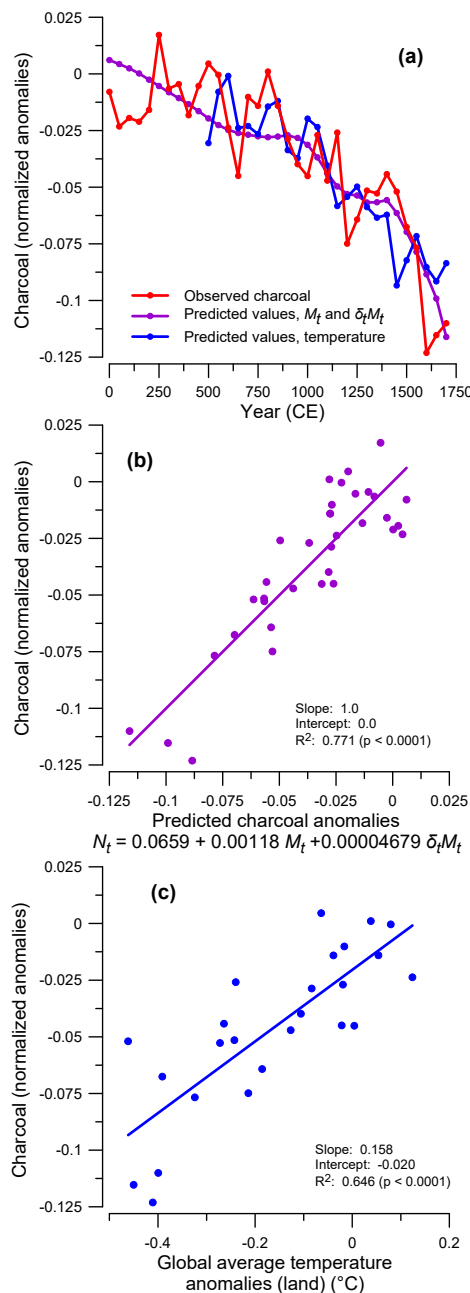 (a)
Charcoal (normalized anomalies)
0.025
0
-0.025
-0.05
-0.075
-0.1
-0.125
Observed charcoal
Predicted values, Mₜ and δₜMₜ
Predicted values, temperature
0 250 500 750 1000 1250 1500 1750
Year (CE)
(b)
Charcoal (normalized anomalies)
0.025
0
-0.025
-0.05
-0.075
-0.1
-0.125
Slope: 1.0
Intercept: 0.0
R²: 0.771 (p < 0.0001)
-0.125 -0.1 -0.075 -0.05 -0.025 0 0.025
Predicted charcoal anomalies
Nₜ = 0.0659 + 0.00118 Mₜ +0.00004679 δₜMₜ
(c)
Charcoal (normalized anomalies)
0.025
0
-0.025
-0.05
-0.075
-0.1
-0.125
Slope: 0.158
Intercept: -0.020
R²: 0.646 (p < 0.0001)
-0.4 -0.2 0 0.2
Global average temperature
anomalies (land) (°C)